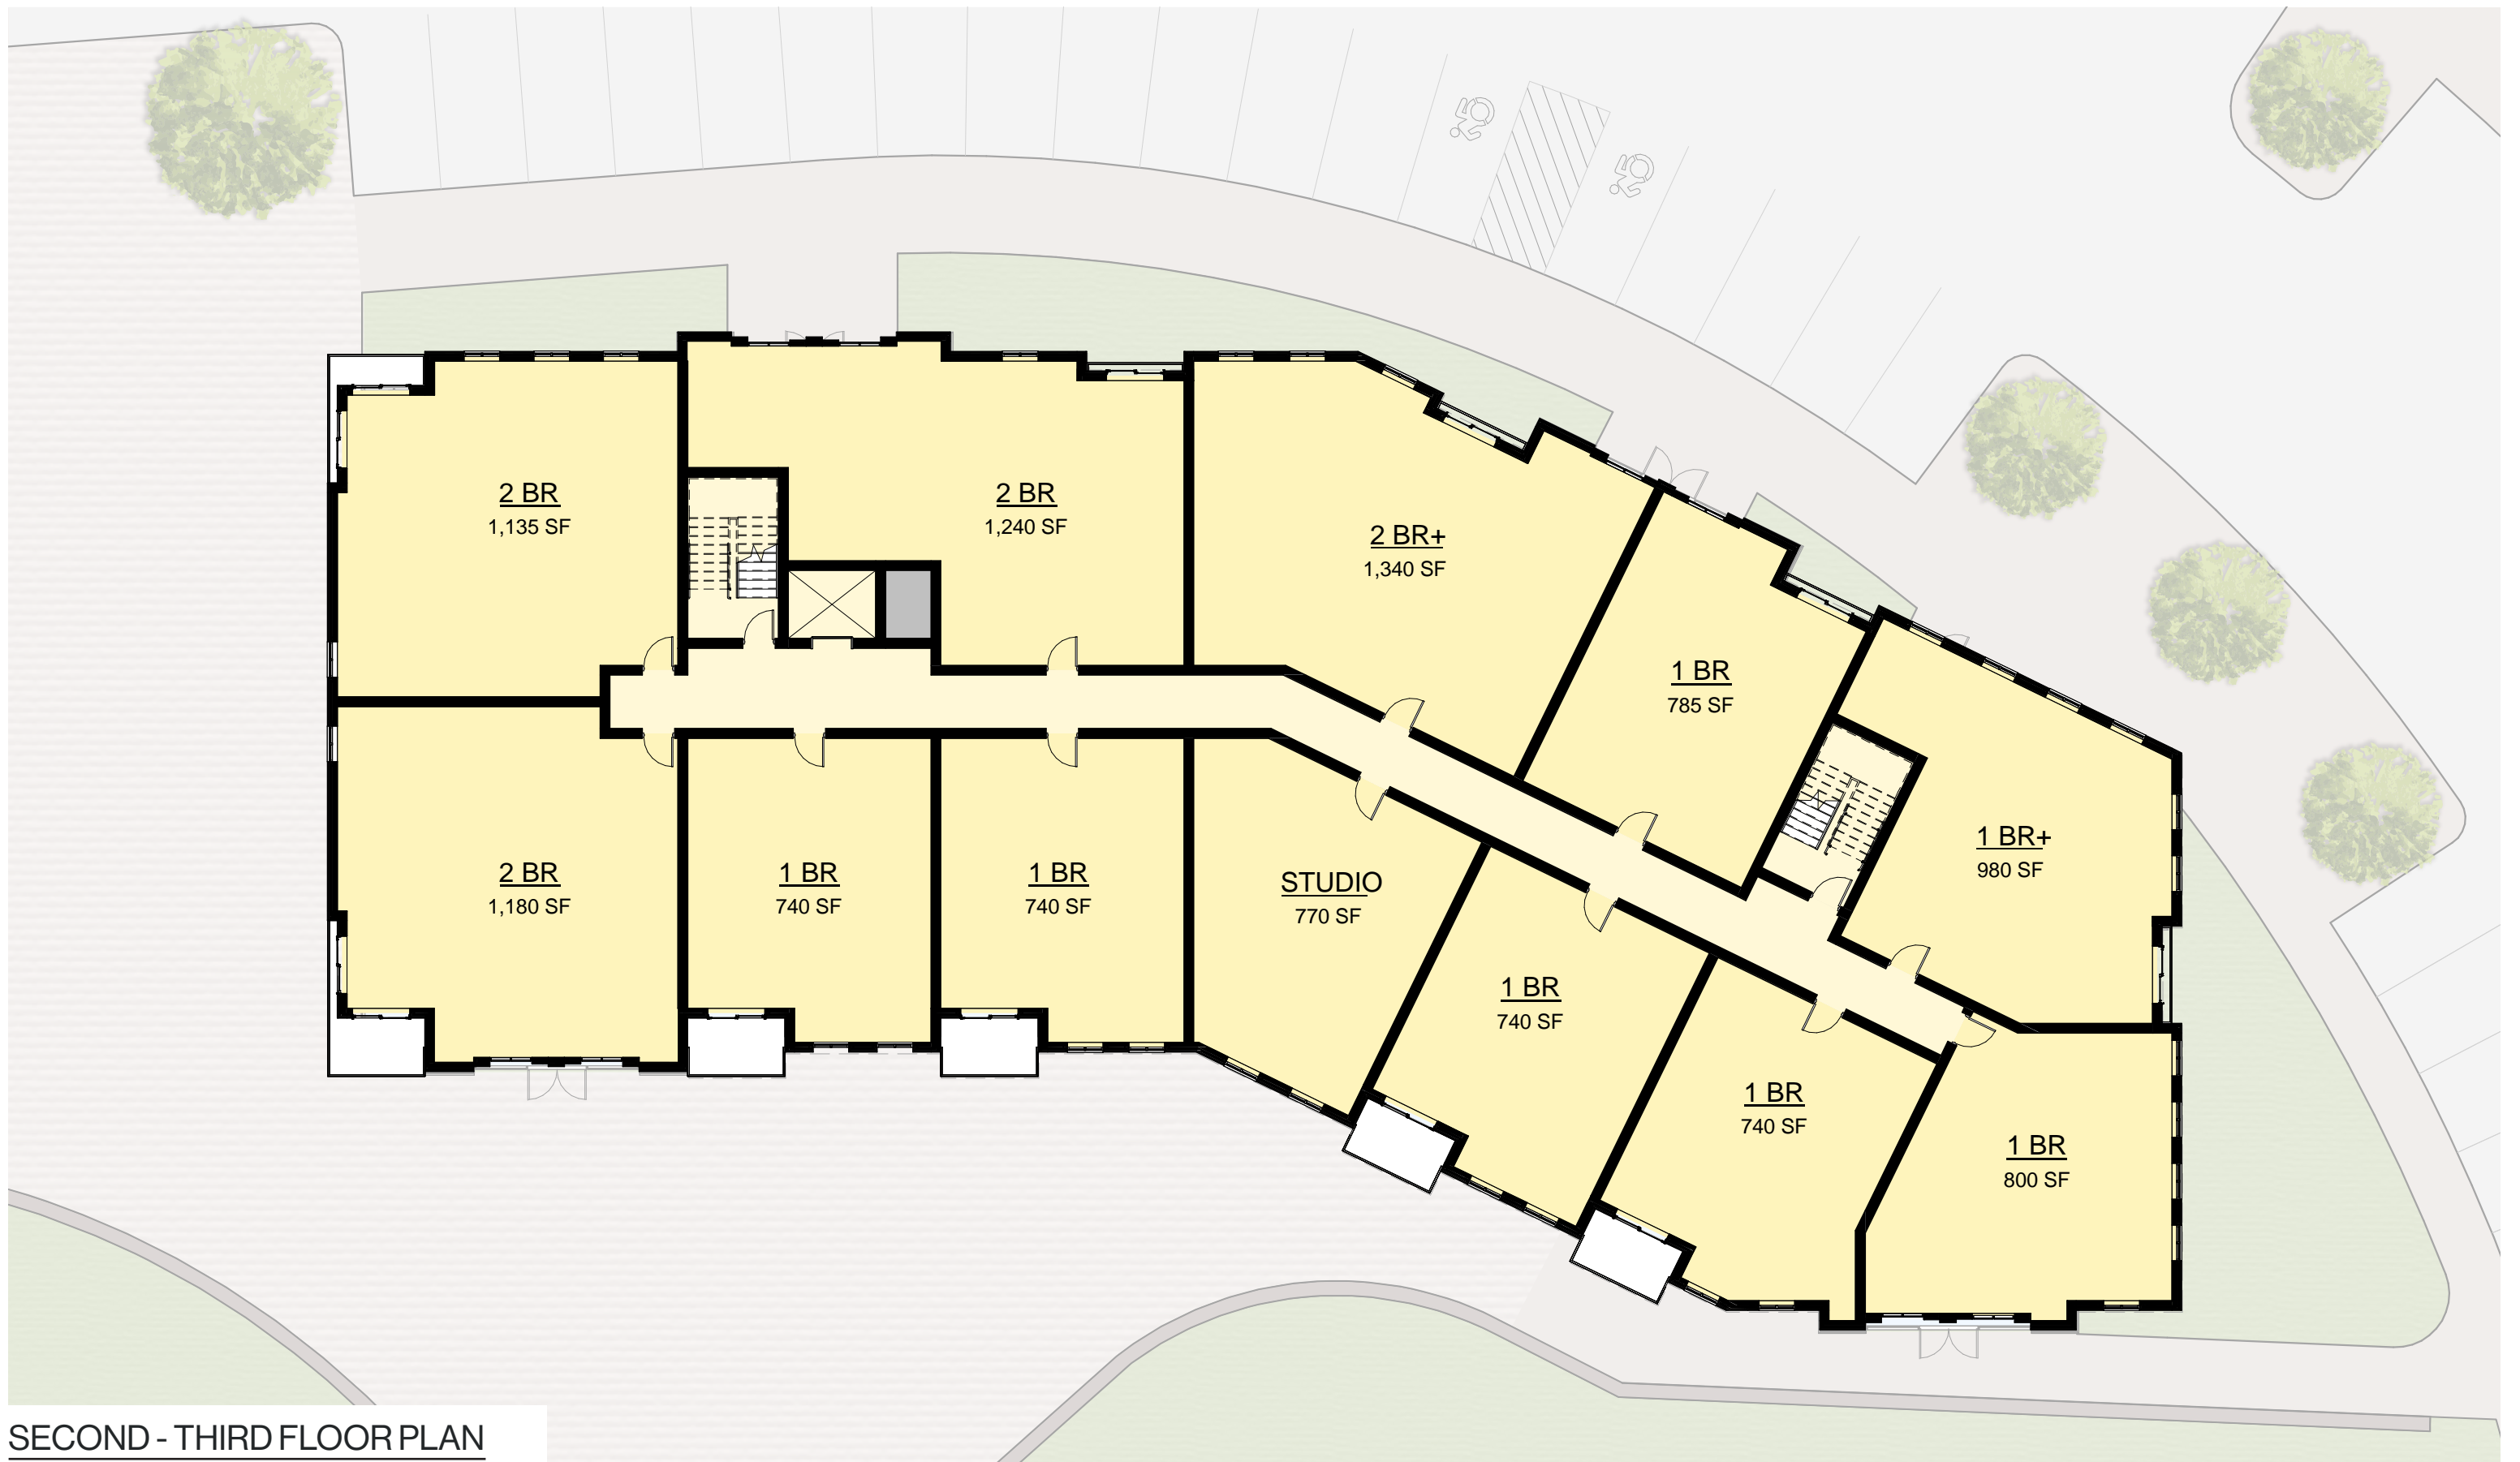 2 BR
1,135 SF
2 BR
1,240 SF
2 BR+
1,340 SF
1 BR
785 SF
1 BR+
980 SF
2 BR
1,180 SF
1 BR
740 SF
1 BR
740 SF
STUDIO
770 SF
1 BR
740 SF
1 BR
740 SF
1 BR
800 SF
SECOND - THIRD FLOOR PLAN